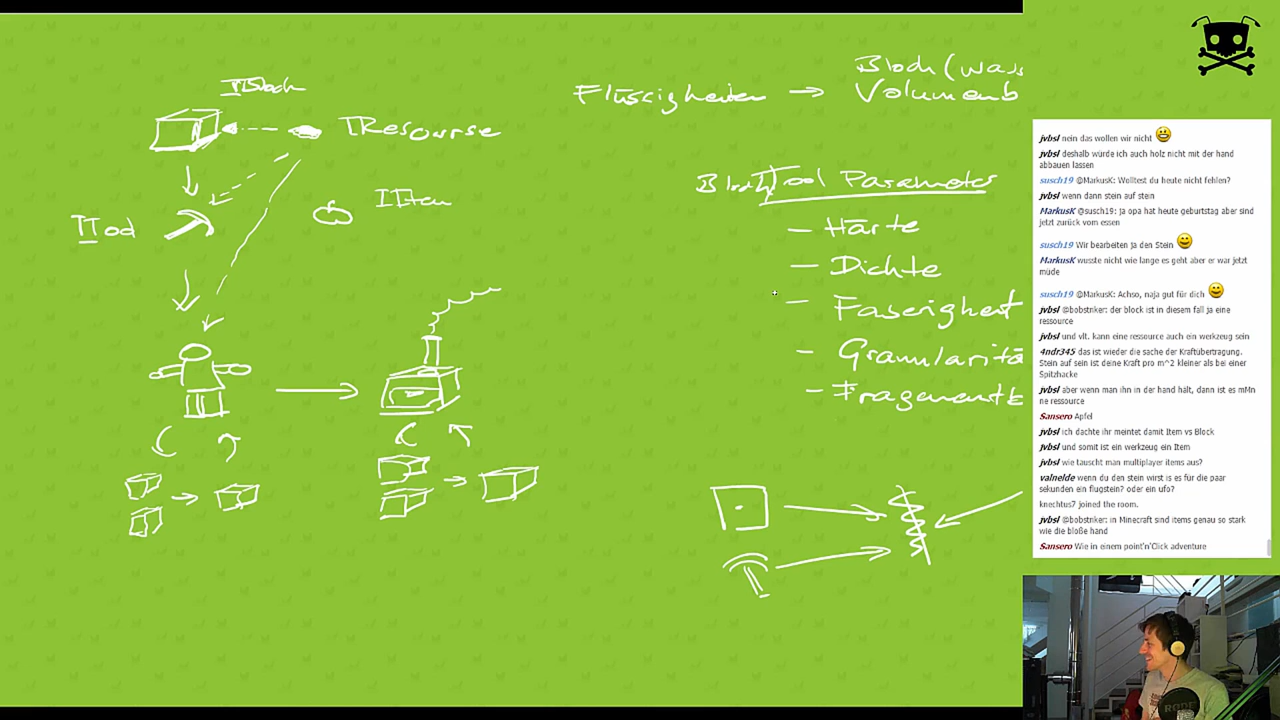 IBlock
IResourse
ITool
IItem
Flüssigkeiten → Block (was
Volumenb
Block/Tool Parameter
– Härte
– Dichte
– Faserigkeit
– Granularitä
– Fragmentb
jvbsl nein das wollen wir nicht
jvbsl deshalb würde ich auch holz nicht mit der hand
abbauen lassen
susch19 @MarkusK: Wolltest du heute nicht fehlen?
jvbsl wenn dann stein auf stein
MarkusK @susch19: ja opa hat heute geburtstag aber sind
jetzt zurück vom essen
susch19 Wir bearbeiten ja den Stein
MarkusK wusste nicht wie lange es geht aber er war jetzt
müde
susch19 @MarkusK: Achso, naja gut für dich
jvbsl @bobstriker: der block ist in diesem fall ja eine
ressource
jvbsl und vlt. kann eine ressource auch ein werkzeug sein
4ndr345 das ist wieder die sache der Kraftübertragung.
Stein auf sein ist deine Kraft pro m^2 kleiner als bei einer
Spitzhacke
jvbsl aber wenn man ihn in der hand hält, dann ist es mMn
ne ressource
Sansero Apfel
jvbsl ich dachte ihr meintet damit Item vs Block
jvbsl und somit ist ein werkzeug ein Item
jvbsl wie tauscht man multiplayer items aus?
valnelde wenn du den stein wirst is es für die paar
sekunden ein flugstein? oder ein ufo?
knechtus? joined the room.
jvbsl @bobstriker: in Minecraft sind items genau so stark
wie die bloße hand
Sansero Wie in einem point'n'Click adventure
RODE